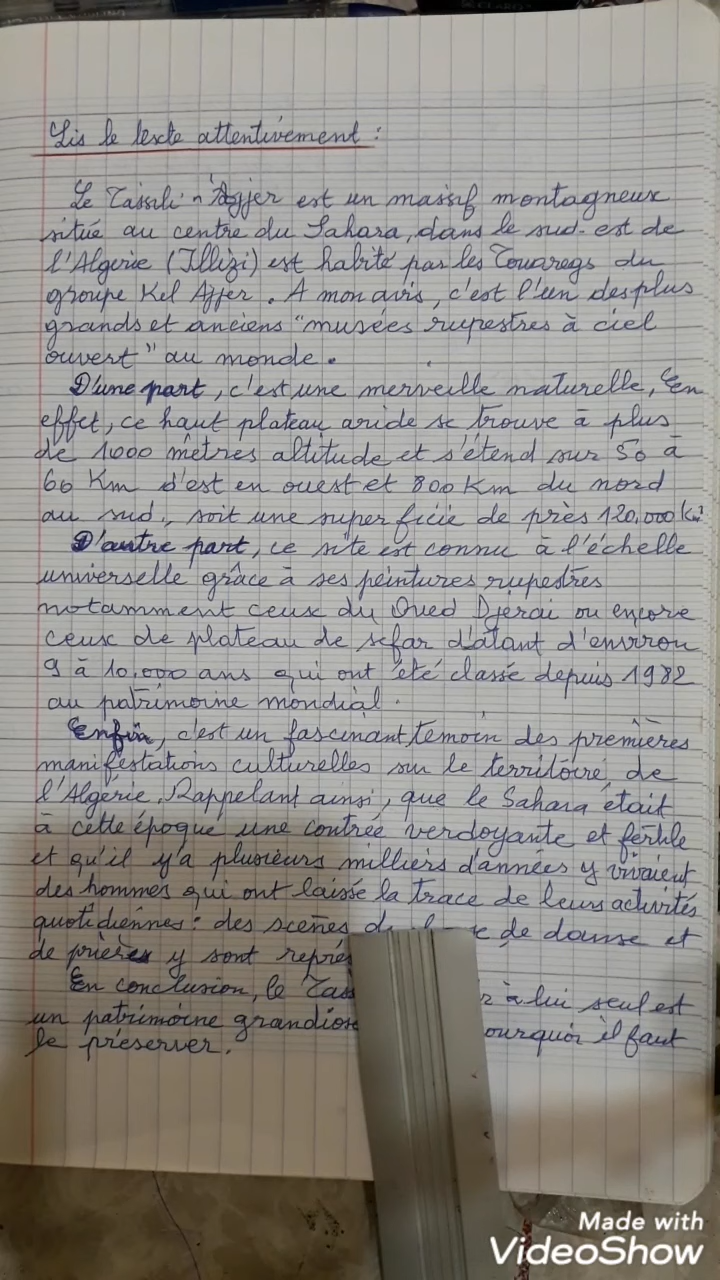 Lis le texte attentivement :
Le Tassili-n-Ajjer est un massif montagneux
situé au centre du Sahara, dans le sud-est de
l'Algérie (Illizi) est habité par les Touaregs du
groupe Kel Ajjer. A mon avis, c'est l'un des plus
grands et anciens "musées rupestres à ciel
ouvert" au monde.
D'une part, c'est une merveille naturelle, En
effet, ce haut plateau aride se trouve à plus
de 1000 mètres altitude et s'étend sur 50 à
60 Km d'est en ouest et 800 Km du nord
au sud., soit une superficie de près 120.000 km²
D'autre part, ce site est connu à l'échelle
universelle grâce à ses peintures rupestres
notamment ceux du Oued Djerai ou encore
ceux de plateau de sefar datant d'environ
9 à 10.000 ans qui ont été classé depuis 1982
au patrimoine mondial.
Enfin, c'est un fascinant témoin des premières
manifestations culturelles sur le territoire de
l'Algérie. Rappelant ainsi, que le Sahara était
à cette époque une contrée verdoyante et fertile
et qu'il y'a plusieurs milliers d'années y vivaient
des hommes qui ont laissé la trace de leurs activités
quotidiennes : des scènes de danse et
de prières y sont
En conclusion, le à lui seul est
un patrimoine il faut
le préserver.
Made with
VideoShow